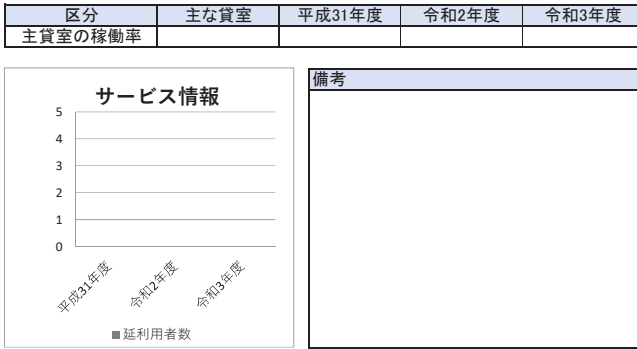 区分 主な貸室 平成31年度 令和2年度 令和3年度
主貸室の稼働率
サービス情報
5
4
3
2
1
0
平成31年度 令和2年度 令和3年度
■延利用者数
備考